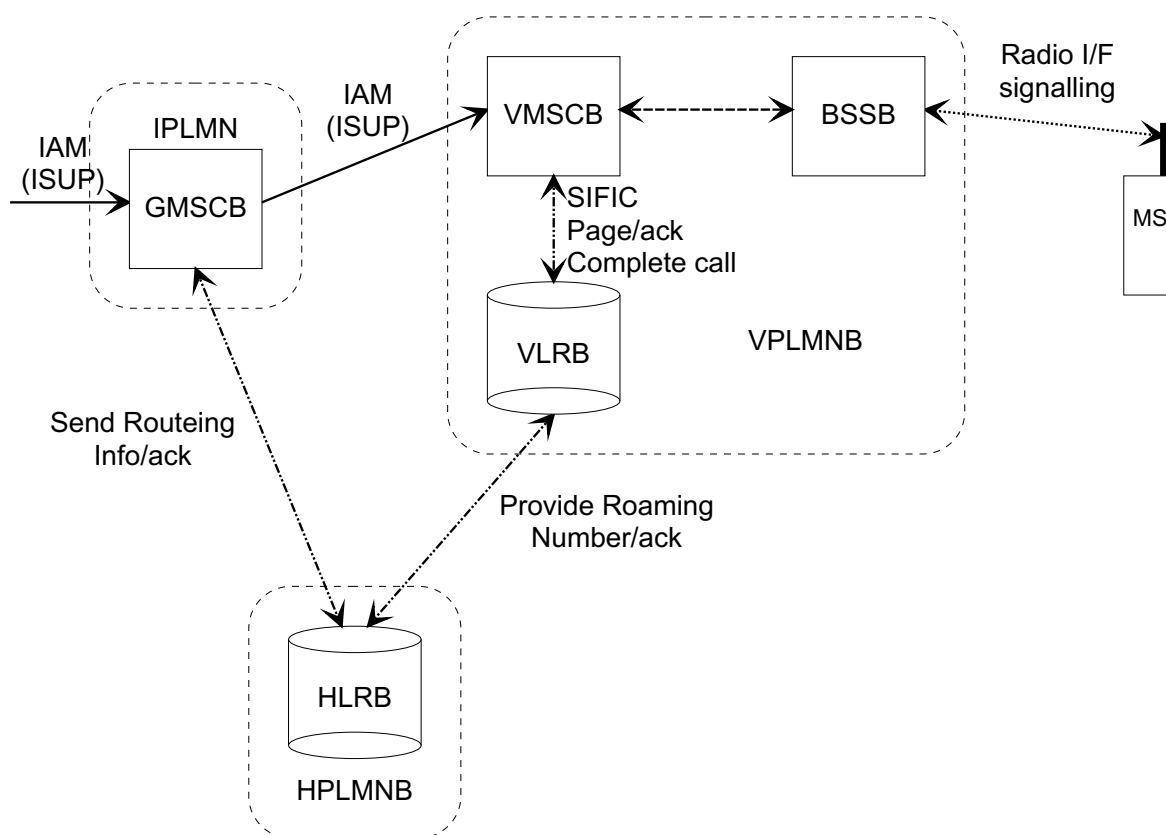 Radio I/F
signalling
IAM
(ISUP)
VMSCB
BSSB
IPLMN
IAM
(ISUP)
GMSCB
SIFIC
Page/ack
Complete call
MS
VLRB
VPLMNB
Send Routeing
Info/ack
Provide Roaming
Number/ack
HLRB
HPLMNB